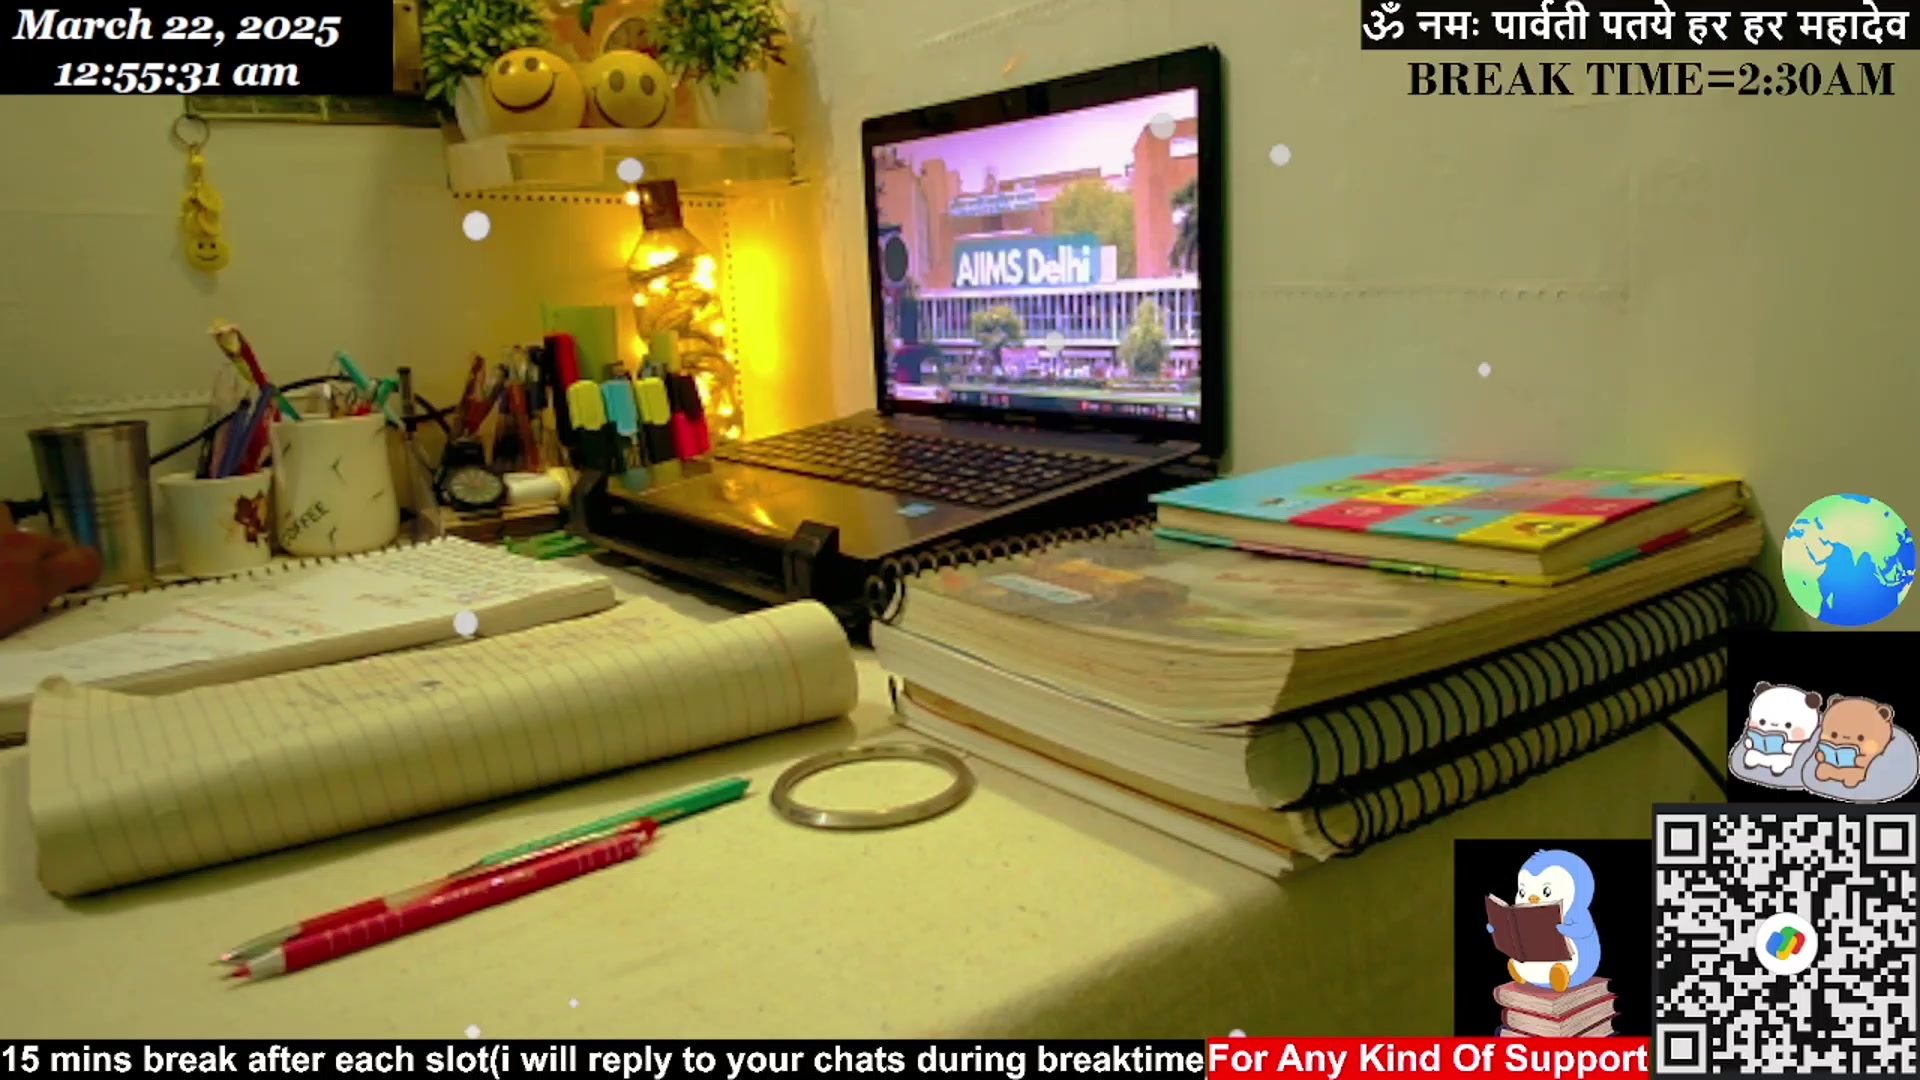 March 22, 2025
12:55:31 am
ॐ नमः पार्वती पतये हर हर महादेव
BREAK TIME=2:30AM
AIIMS Delhi
COFFEE
15 mins break after each slot(i will reply to your chats during breaktime
For Any Kind Of Support